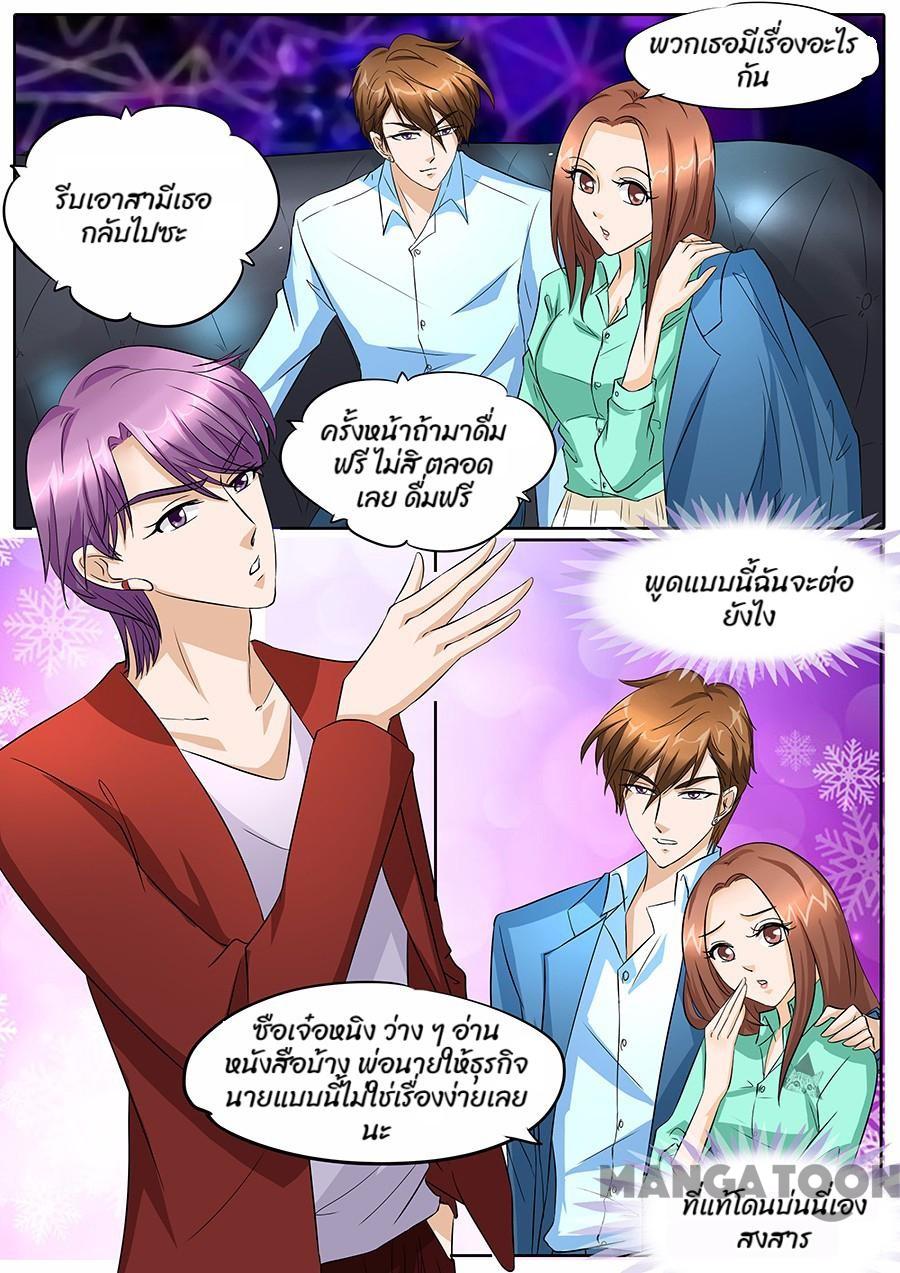 พวกเธอมีเรื่องอะไร
กัน
รีบเอาสามีเธอ
กลับไปซะ
ครั้งหน้าถ้ามาดื่ม
ฟรี ไม่สิ ตลอด
เลย ดื่มฟรี
พูดแบบนี้ฉันจะต่อ
ยังไง
ซือเจ๋อหนิง ว่าง ๆ อ่าน
หนังสือบ้าง พ่อนายให้ธุรกิจ
นายแบบนี้ไม่ใช่เรื่องง่ายเลย
นะ
MANGATOON
ที่แท้โดนบ่นนี่เอง
สงสาร